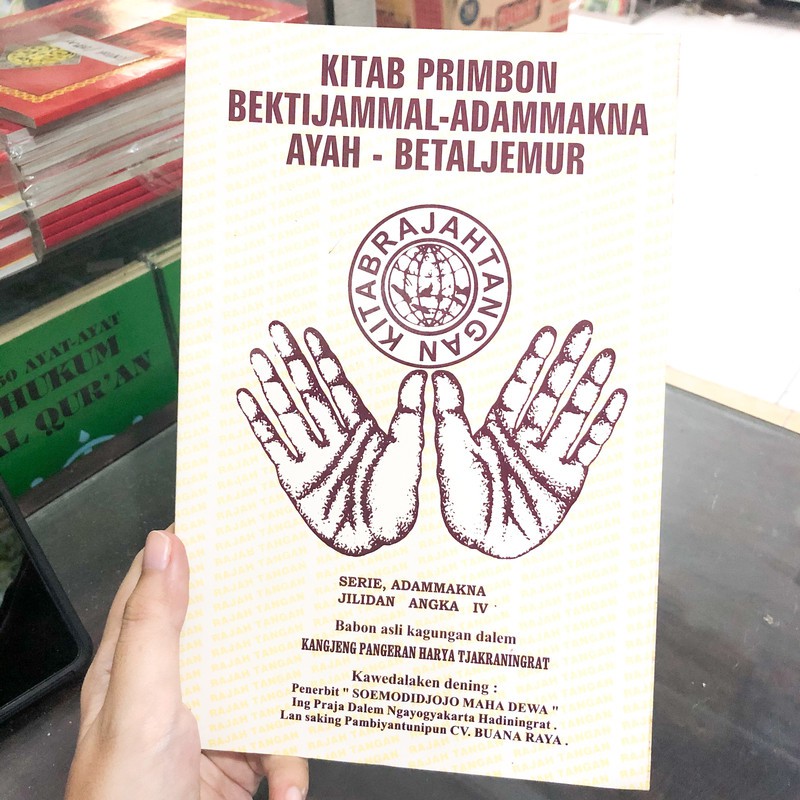 KITAB PRIMBON
BEKTIJAMMAL-ADAMMAKNA
AYAH - BETALJEMUR
KITABRAJAHTANGAN
SERIE, ADAMMAKNA
JILIDAN ANGKA IV
Babon asli kagungan dalem
KANGJENG PANGERAN HARYA TJAKRANINGRAT
Kawedalaken dening :
Penerbit " SOEMODIDJOJO MAHA DEWA "
Ing Praja Dalem Ngayogyakarta Hadiningrat .
Lan saking Pambiyantunipun CV. BUANA RAYA .
AYAT-AYAT
HUKUM
AL QUR'AN
RAJAH TANGAN